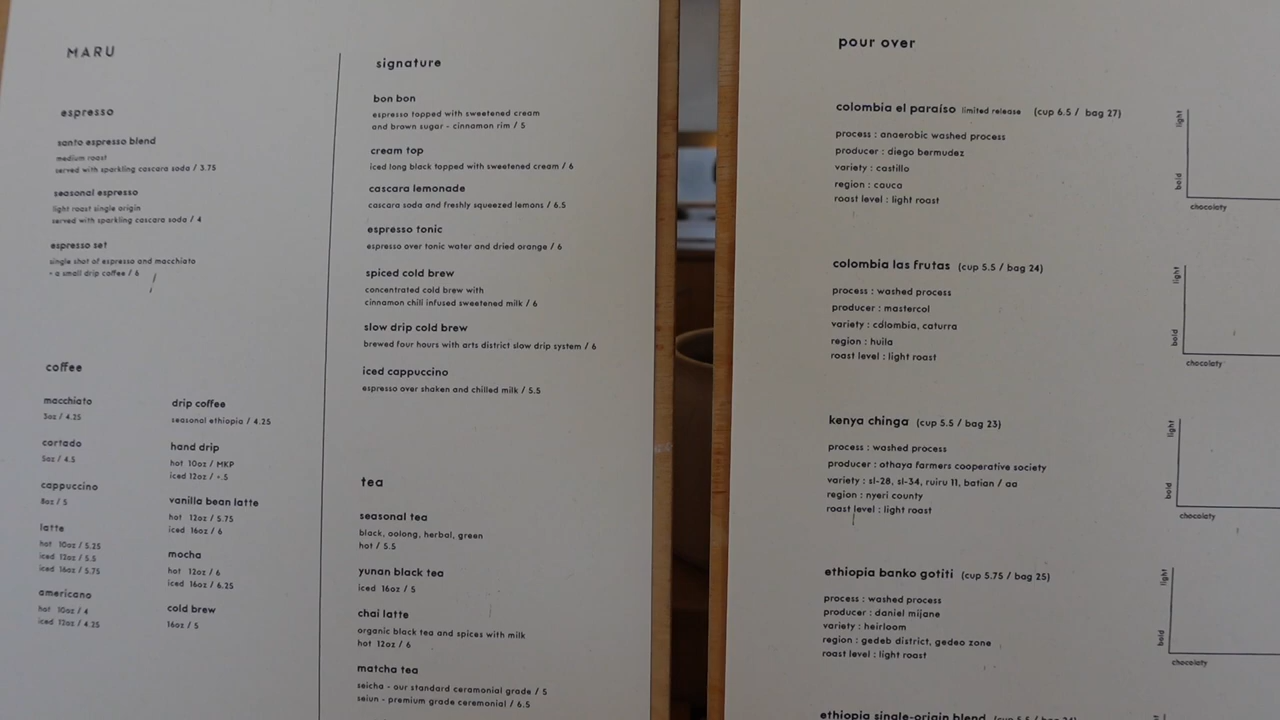 MARU
espresso
santo espresso blend
medium roast
served with sparkling cascara soda / 3.75
seasonal espresso
light roast single origin
served with sparkling cascara soda / 4
espresso set
single shot of espresso and macchiato
+ a small drip coffee / 6
coffee
macchiato
3oz / 4.25
cortado
5oz / 4.5
cappuccino
8oz / 5
latte
hot 10oz / 5.25
iced 12oz / 5.5
iced 16oz / 5.75
americano
hot 10oz / 4
iced 12oz / 4.25
drip coffee
seasonal ethiopia / 4.25
hand drip
hot 10oz / MKP
iced 12oz / +.5
vanilla bean latte
hot 12oz / 5.75
iced 16oz / 6
mocha
hot 12oz / 6
iced 16oz / 6.25
cold brew
16oz / 5
signature
bon bon
espresso topped with sweetened cream
and brown sugar - cinnamon rim / 5
cream top
iced long black topped with sweetened cream / 6
cascara lemonade
cascara soda and freshly squeezed lemons / 6.5
espresso tonic
espresso over tonic water and dried orange / 6
spiced cold brew
concentrated cold brew with
cinnamon chili infused sweetened milk / 6
slow drip cold brew
brewed four hours with arts district slow drip system / 6
iced cappuccino
espresso over shaken and chilled milk / 5.5
tea
seasonal tea
black, oolong, herbal, green
hot / 5.5
yunan black tea
iced 16oz / 5
chai latte
organic black tea and spices with milk
hot 12oz / 6
matcha tea
seicha - our standard ceramonial grade / 5
seiun - premium grade ceremonial / 6.5
pour over
colombia el paraíso limited release (cup 6.5 / bag 27)
process : anaerobic washed process
producer : diego bermudez
variety : castillo
region : cauca
roast level : light roast
light
bold
chocolaty
colombia las frutas (cup 5.5 / bag 24)
process : washed process
producer : mastercol
variety : cdlombia, caturra
region : huila
roast level : light roast
light
bold
chocolaty
kenya chinga (cup 5.5 / bag 23)
process : washed process
producer : othaya farmers cooperative society
variety : sl-28, sl-34, ruiru 11, batian / aa
region : nyeri county
roast level : light roast
light
bold
chocolaty
ethiopia banko gotiti (cup 5.75 / bag 25)
process : washed process
producer : daniel mijane
variety : heirloom
region : gedeb district, gedeo zone
roast level : light roast
light
bold
chocolaty
ethiopia single-origin blend